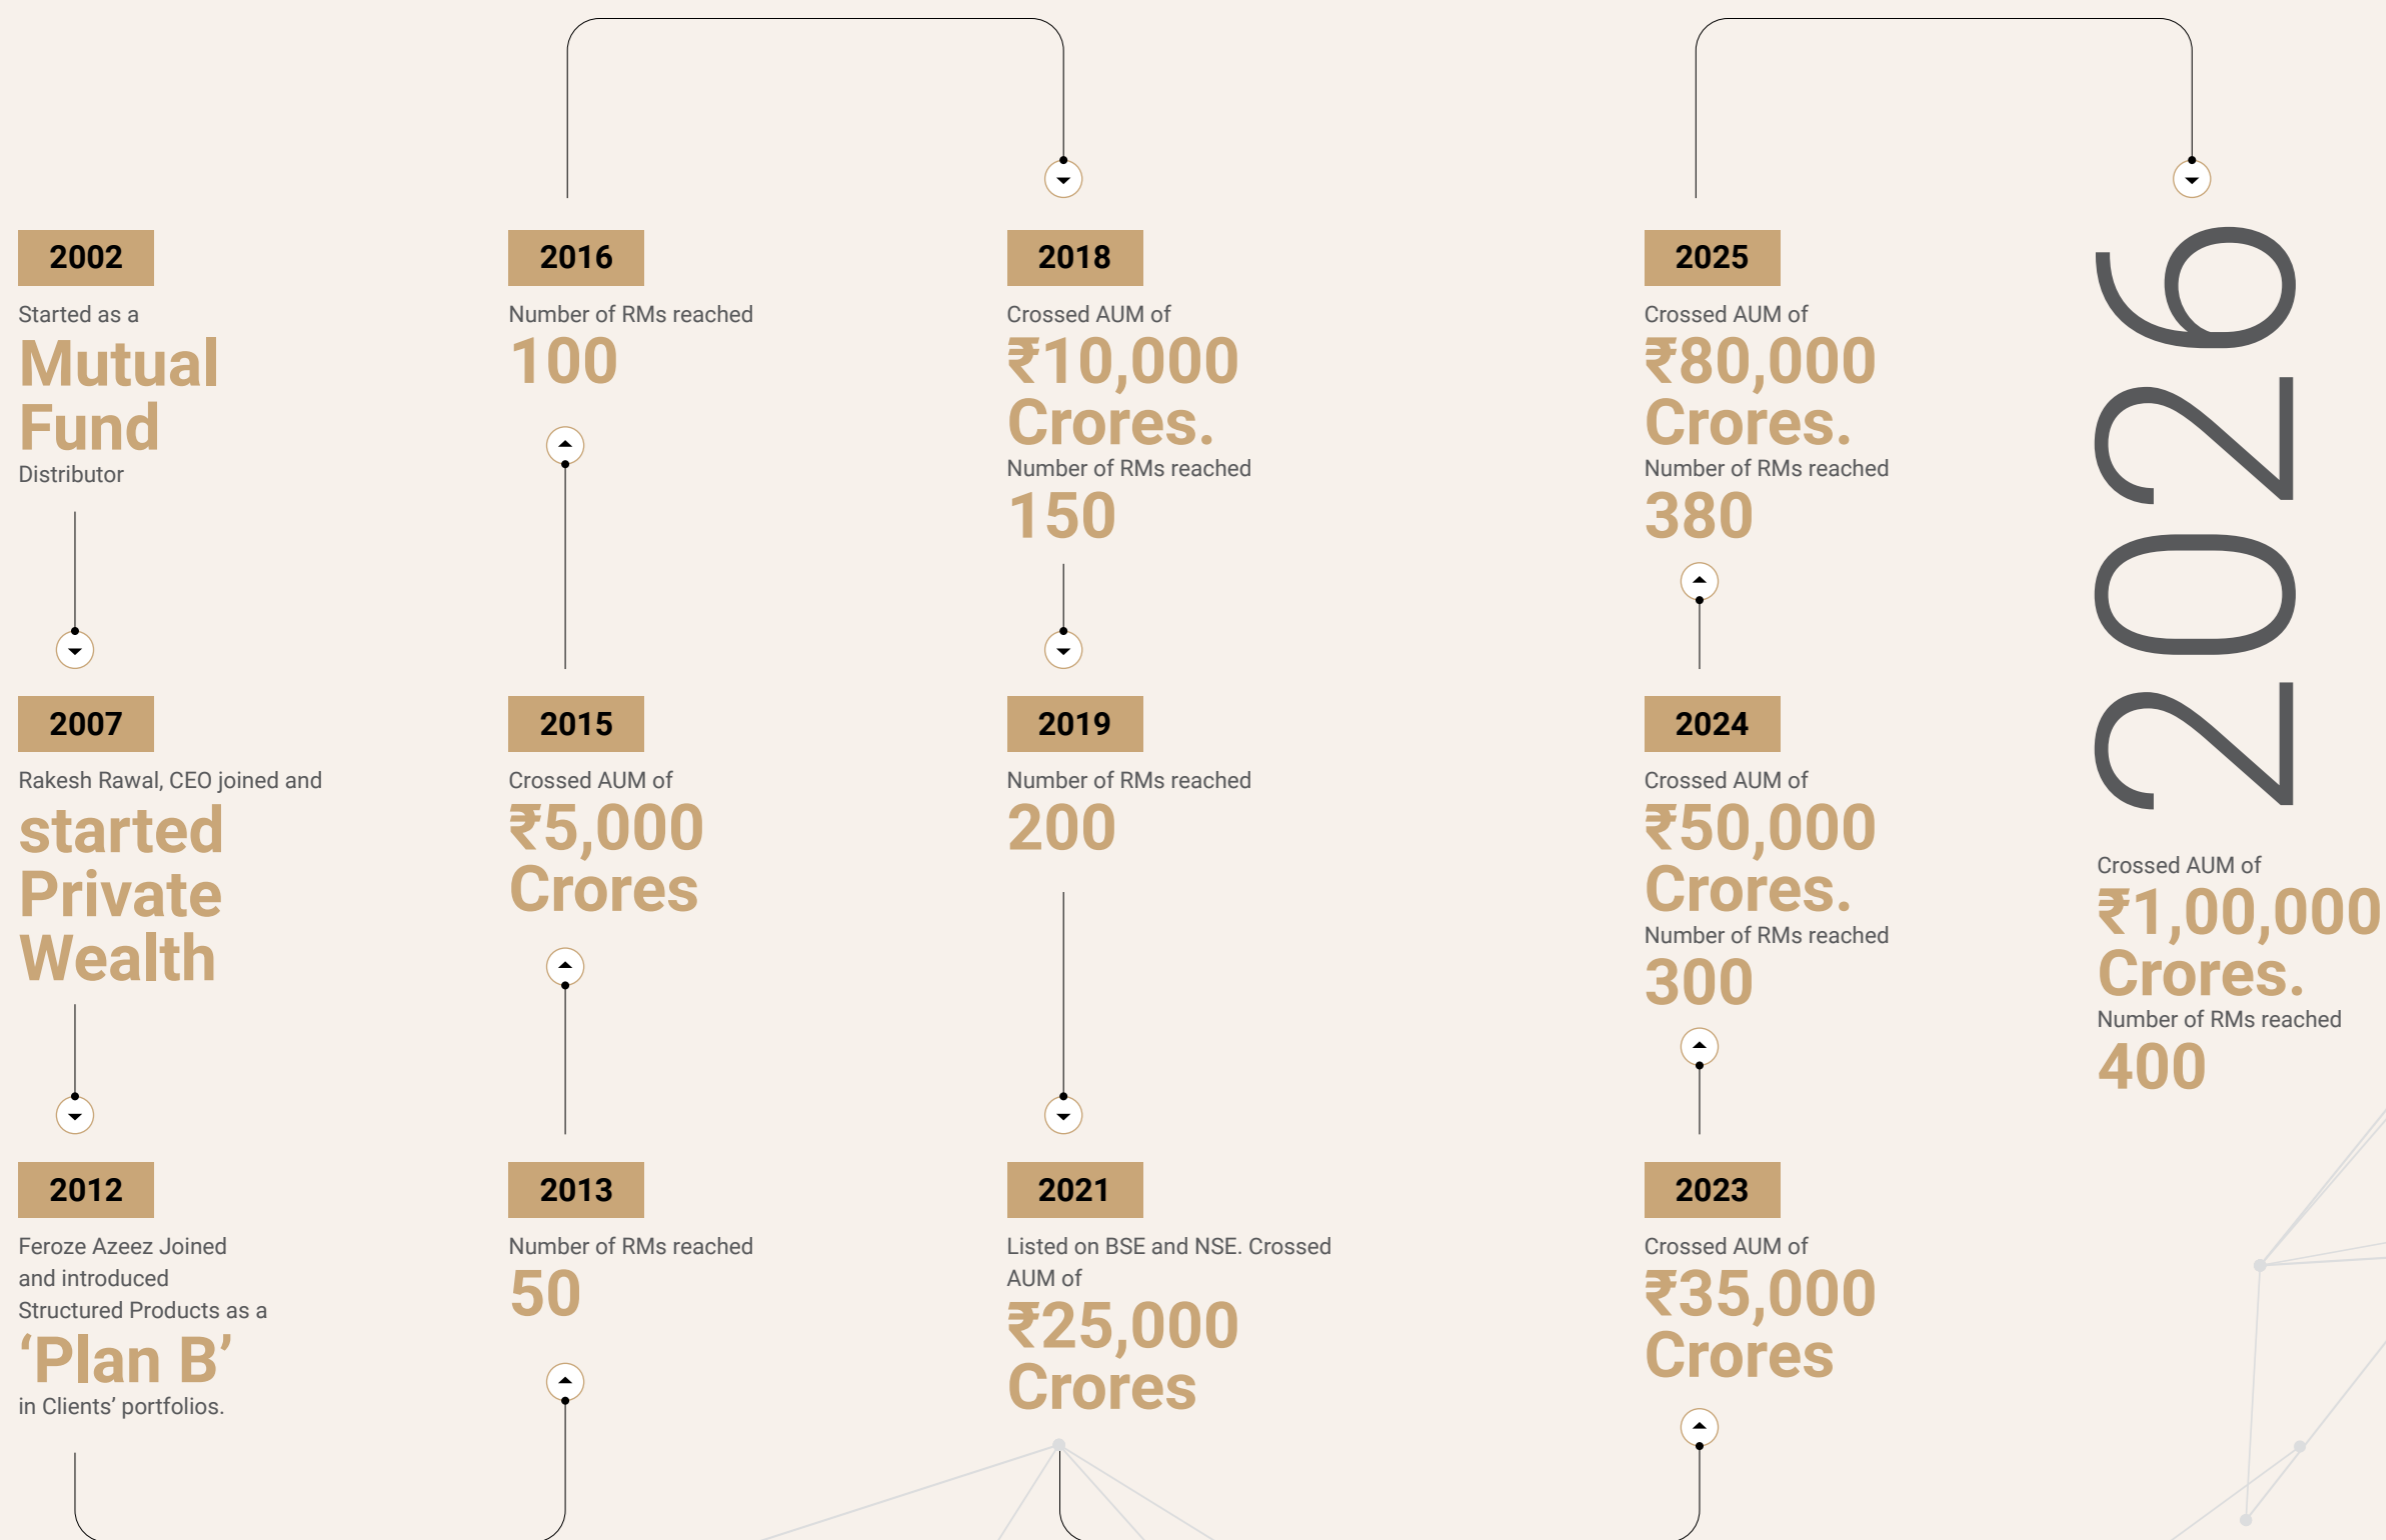 2002
Started as a
Mutual
Fund
Distributor
2007
Rakesh Rawal, CEO joined and
started
Private
Wealth
2012
Feroze Azeez Joined
and introduced
Structured Products as a
‘Plan B’
in Clients’ portfolios.
2013
Number of RMs reached
50
2015
Crossed AUM of
₹5,000
Crores
2016
Number of RMs reached
100
2018
Crossed AUM of
₹10,000
Crores.
Number of RMs reached
150
2019
Number of RMs reached
200
2021
Listed on BSE and NSE. Crossed
AUM of
₹25,000
Crores
2023
Crossed AUM of
₹35,000
Crores
2024
Crossed AUM of
₹50,000
Crores.
Number of RMs reached
300
2025
Crossed AUM of
₹80,000
Crores.
Number of RMs reached
380
2026
Crossed AUM of
₹1,00,000
Crores.
Number of RMs reached
400